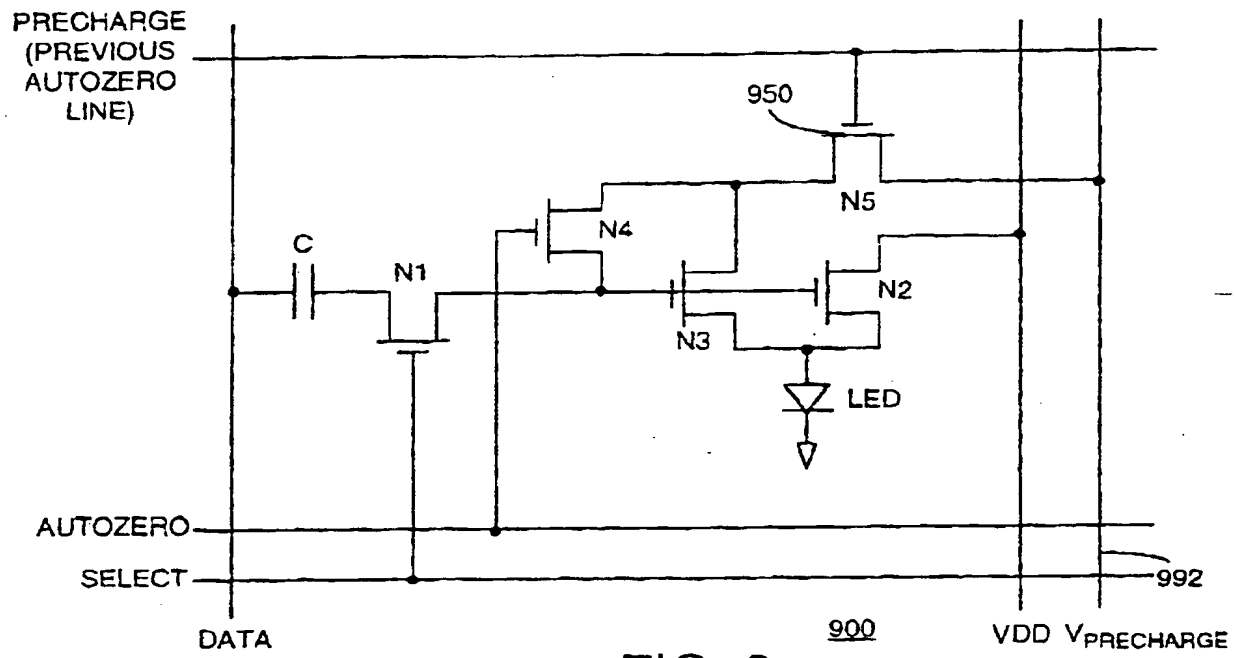 PRECHARGE
(PREVIOUS
AUTOZERO
LINE)
950
N5
N4
C
N1
N2
N3
LED
AUTOZERO
SELECT
992
DATA
900
VDD
VPRECHARGE